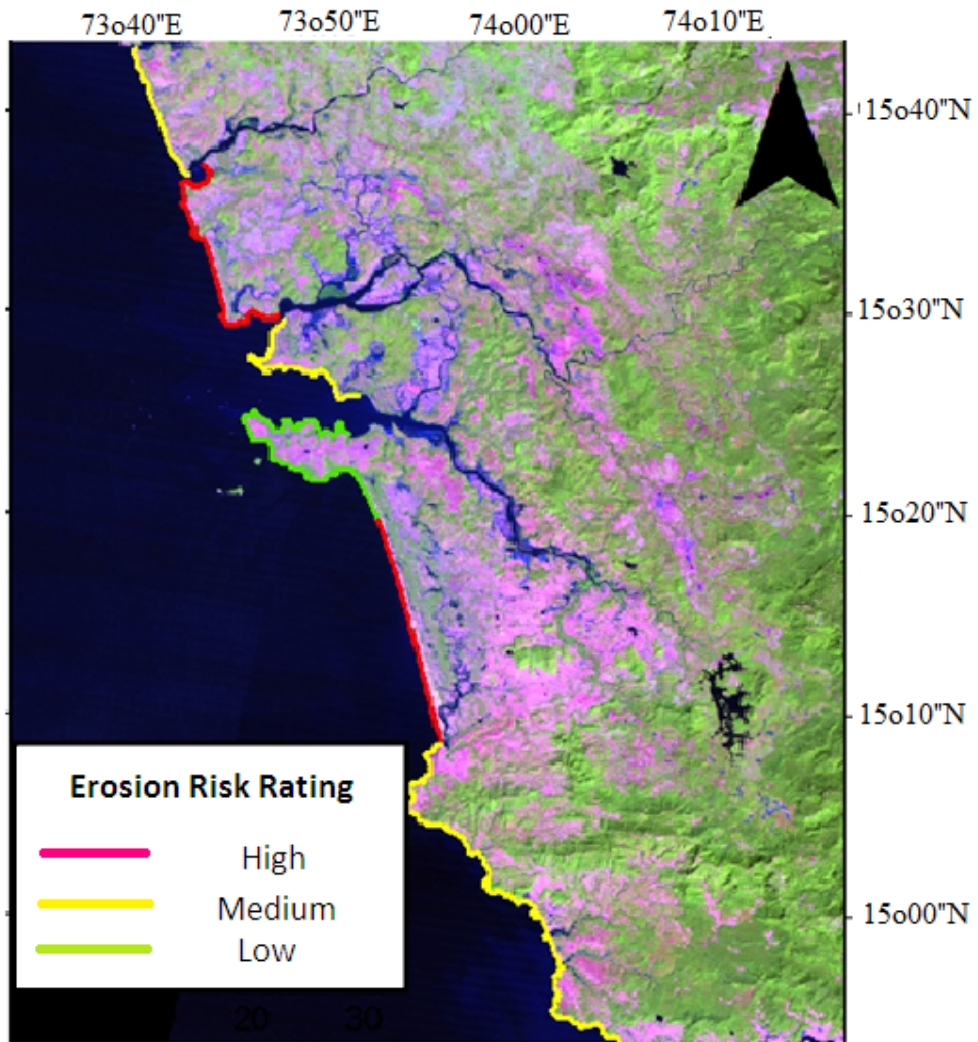 73o40"E 73o50"E 74o00"E 74o10"E
15o40"N
15o30"N
15o20"N
15o10"N
15o00"N
Erosion Risk Rating
High
Medium
Low
20 30